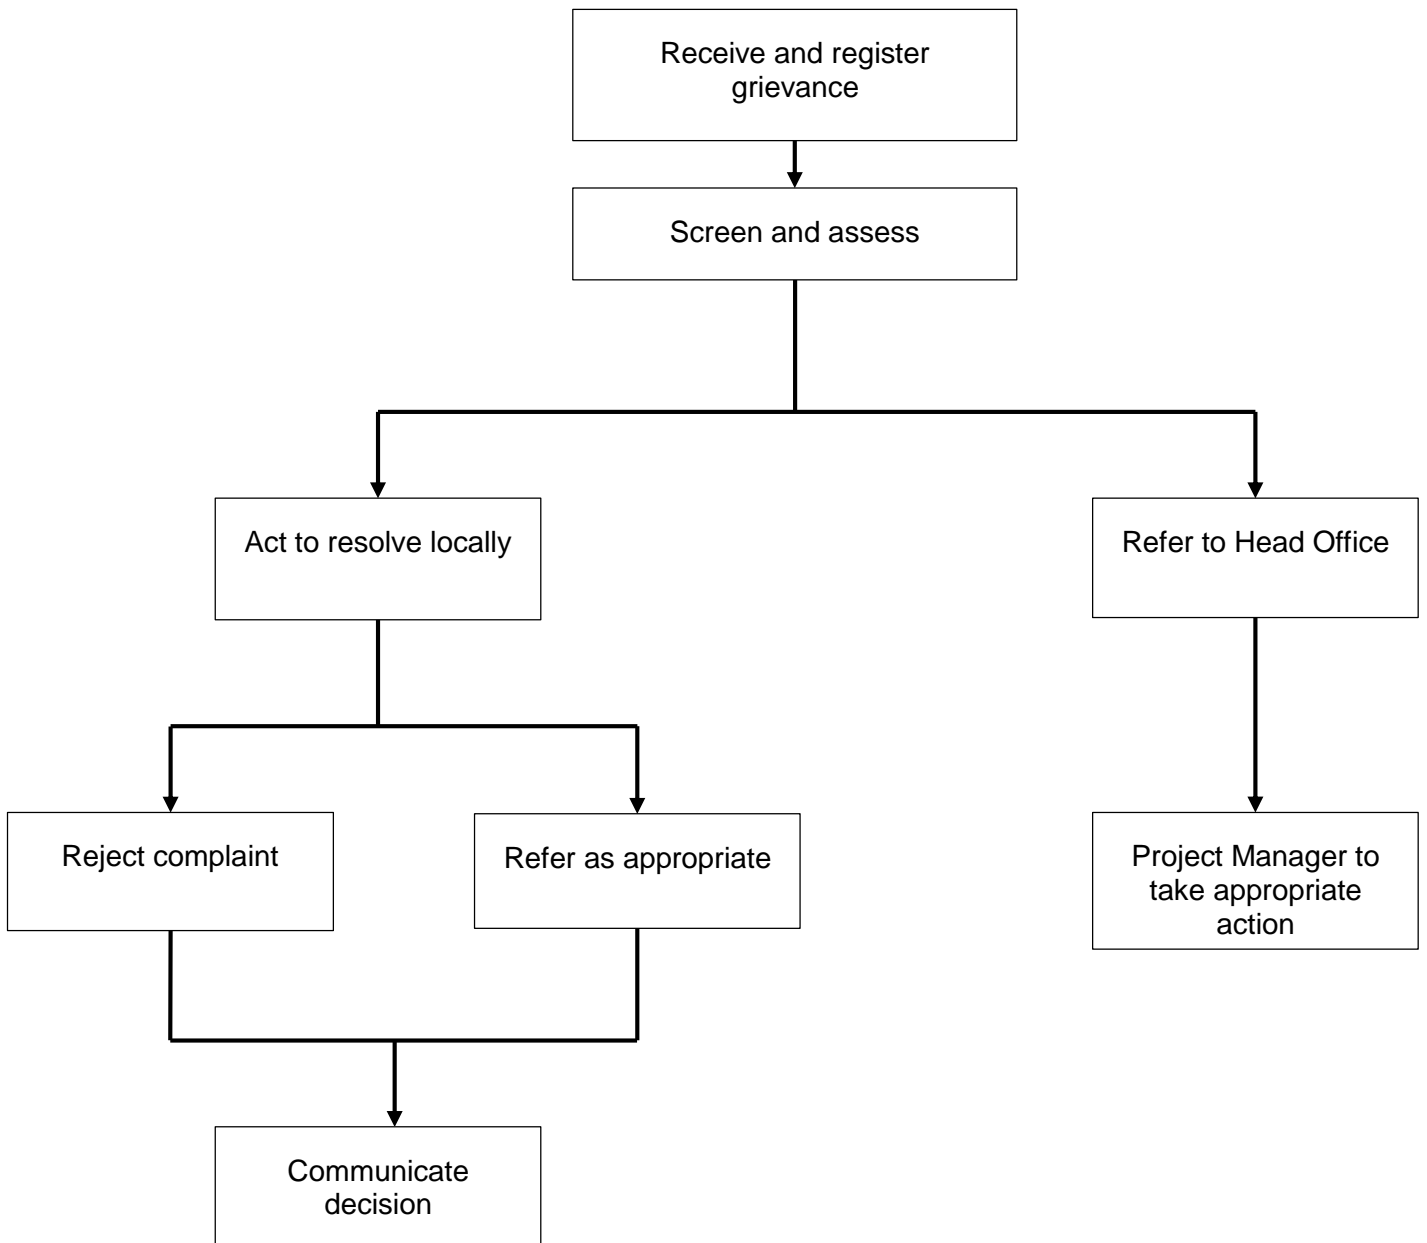 Receive and register
grievance
Screen and assess
Act to resolve locally
Refer to Head Office
Reject complaint
Refer as appropriate
Project Manager to
take appropriate
action
Communicate
decision